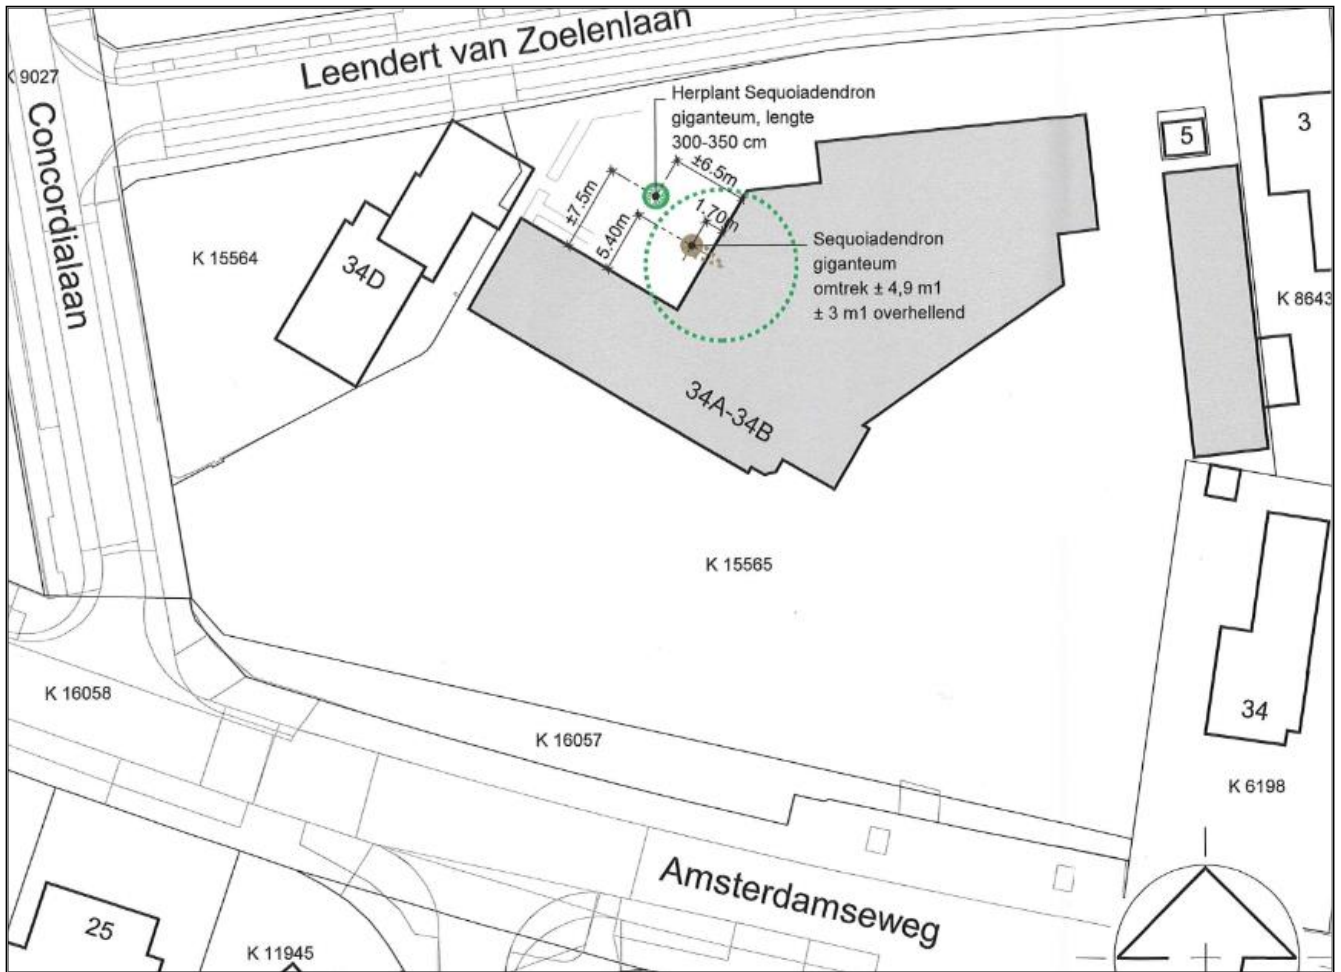 Leendert van Zoelenlaan
K 9027
Concordialaan
Herplant Sequoiadendron
giganteum, lengte
300-350 cm
3
5
±6.5m
±7.5m
1.70m
5.40m
Sequoiadendron
giganteum
omtrek ± 4,9 m1
± 3 m1 overhellend
K 15564
34D
K 8643
34A-34B
K 15565
K 16058
K 16057
34
K 6198
Amsterdamseweg
25
K 11945